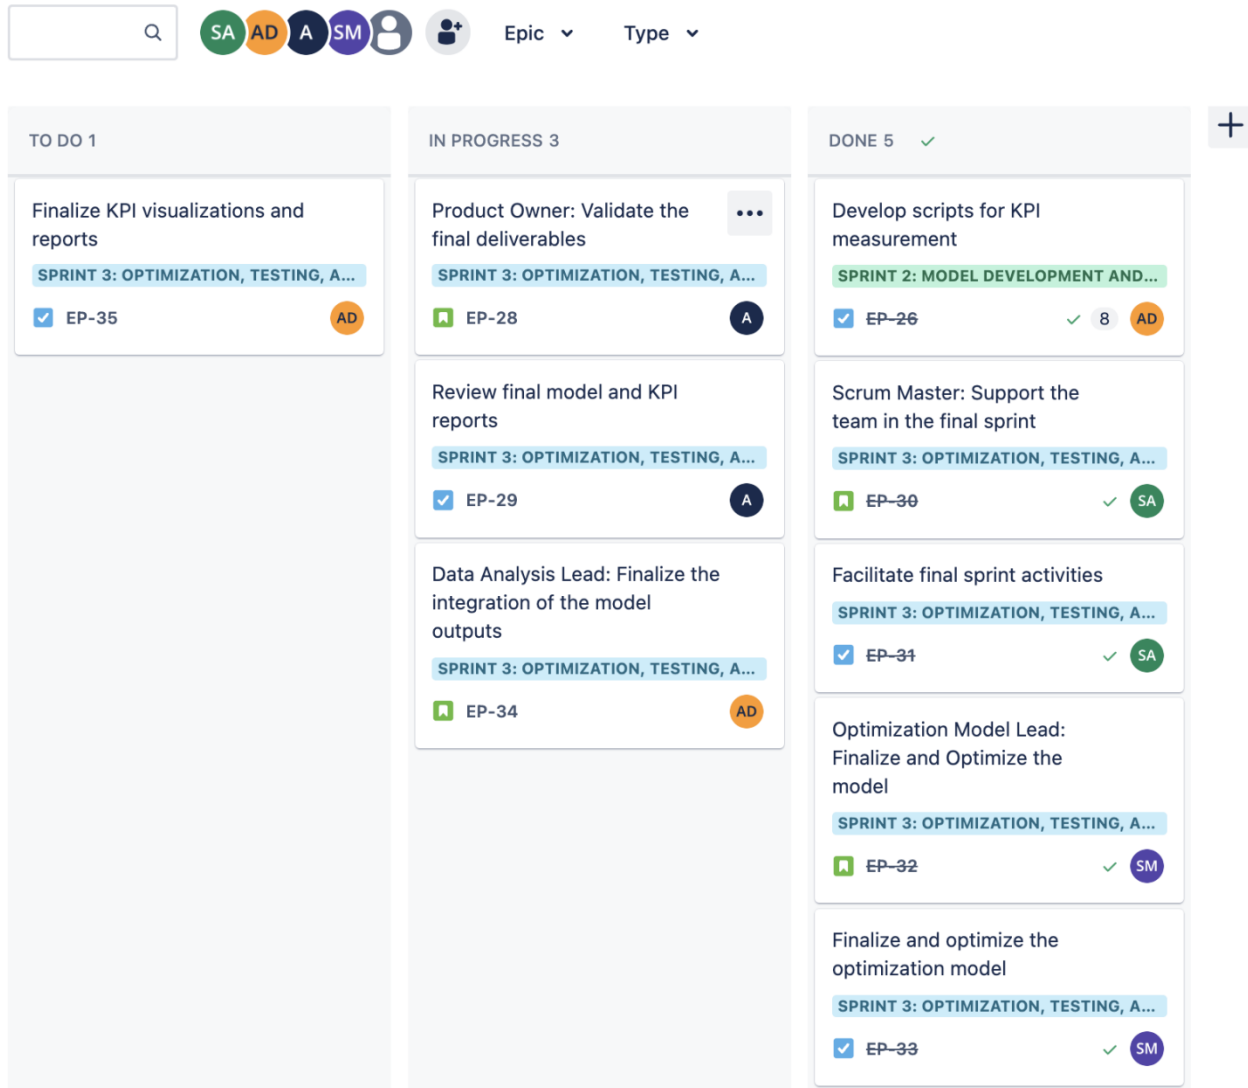 SA AD A SM Epic Type
TO DO 1
Finalize KPI visualizations and
reports
SPRINT 3: OPTIMIZATION, TESTING, A...
EP-35 AD
IN PROGRESS 3
Product Owner: Validate the
final deliverables
SPRINT 3: OPTIMIZATION, TESTING, A...
EP-28 A
Review final model and KPI
reports
SPRINT 3: OPTIMIZATION, TESTING, A...
EP-29 A
Data Analysis Lead: Finalize the
integration of the model
outputs
SPRINT 3: OPTIMIZATION, TESTING, A...
EP-34 AD
DONE 5
Develop scripts for KPI
measurement
SPRINT 2: MODEL DEVELOPMENT AND...
EP-26 8 AD
Scrum Master: Support the
team in the final sprint
SPRINT 3: OPTIMIZATION, TESTING, A...
EP-30 SA
Facilitate final sprint activities
SPRINT 3: OPTIMIZATION, TESTING, A...
EP-31 SA
Optimization Model Lead:
Finalize and Optimize the
model
SPRINT 3: OPTIMIZATION, TESTING, A...
EP-32 SM
Finalize and optimize the
optimization model
SPRINT 3: OPTIMIZATION, TESTING, A...
EP-33 SM